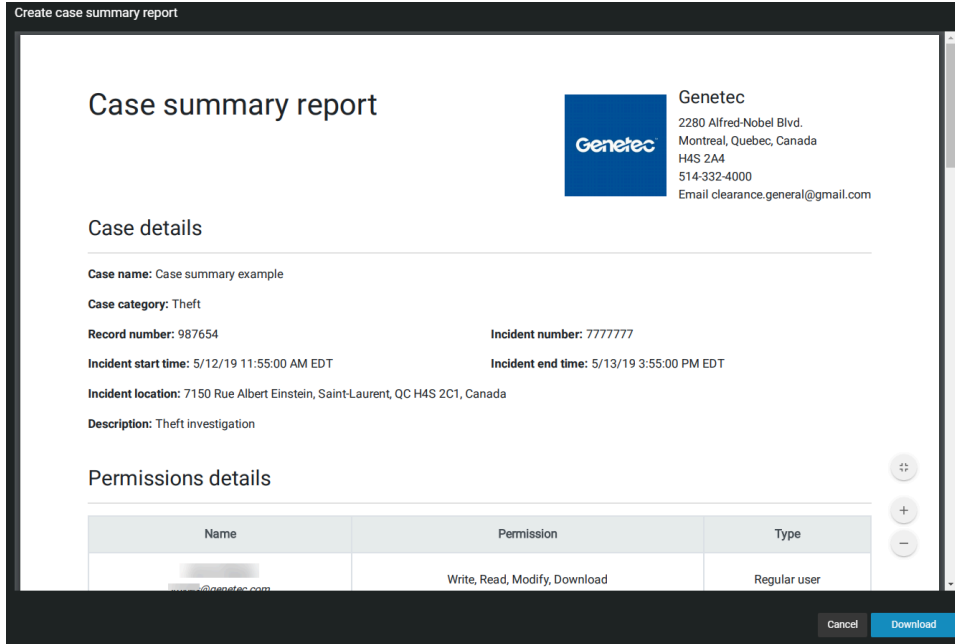 Create case summary report
Case summary report
Genetec
Genetec
2280 Alfred-Nobel Blvd.
Montreal, Quebec, Canada
H4S 2A4
514-332-4000
Email clearance.general@gmail.com
Case details
Case name: Case summary example
Case category: Theft
Record number: 987654 Incident number: 7777777
Incident start time: 5/12/19 11:55:00 AM EDT Incident end time: 5/13/19 3:55:00 PM EDT
Incident location: 7150 Rue Albert Einstein, Saint-Laurent, QC H4S 2C1, Canada
Description: Theft investigation
Permissions details
Name Permission Type
@genetec.com Write, Read, Modify, Download Regular user
Cancel Download